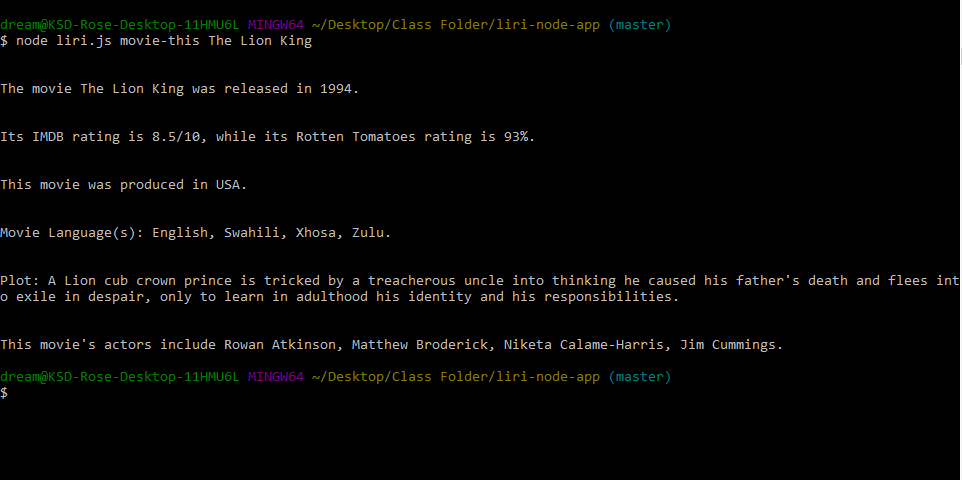 dream@KSD-Rose-Desktop-11HMU6L MINGW64 ~/Desktop/Class Folder/liri-node-app (master)
$ node liri.js movie-this The Lion King
The movie The Lion King was released in 1994.
Its IMDB rating is 8.5/10, while its Rotten Tomatoes rating is 93%.
This movie was produced in USA.
Movie Language(s): English, Swahili, Xhosa, Zulu.
Plot: A Lion cub crown prince is tricked by a treacherous uncle into thinking he caused his father's death and flees int
o exile in despair, only to learn in adulthood his identity and his responsibilities.
This movie's actors include Rowan Atkinson, Matthew Broderick, Niketa Calame-Harris, Jim Cummings.
dream@KSD-Rose-Desktop-11HMU6L MINGW64 ~/Desktop/Class Folder/liri-node-app (master)
$